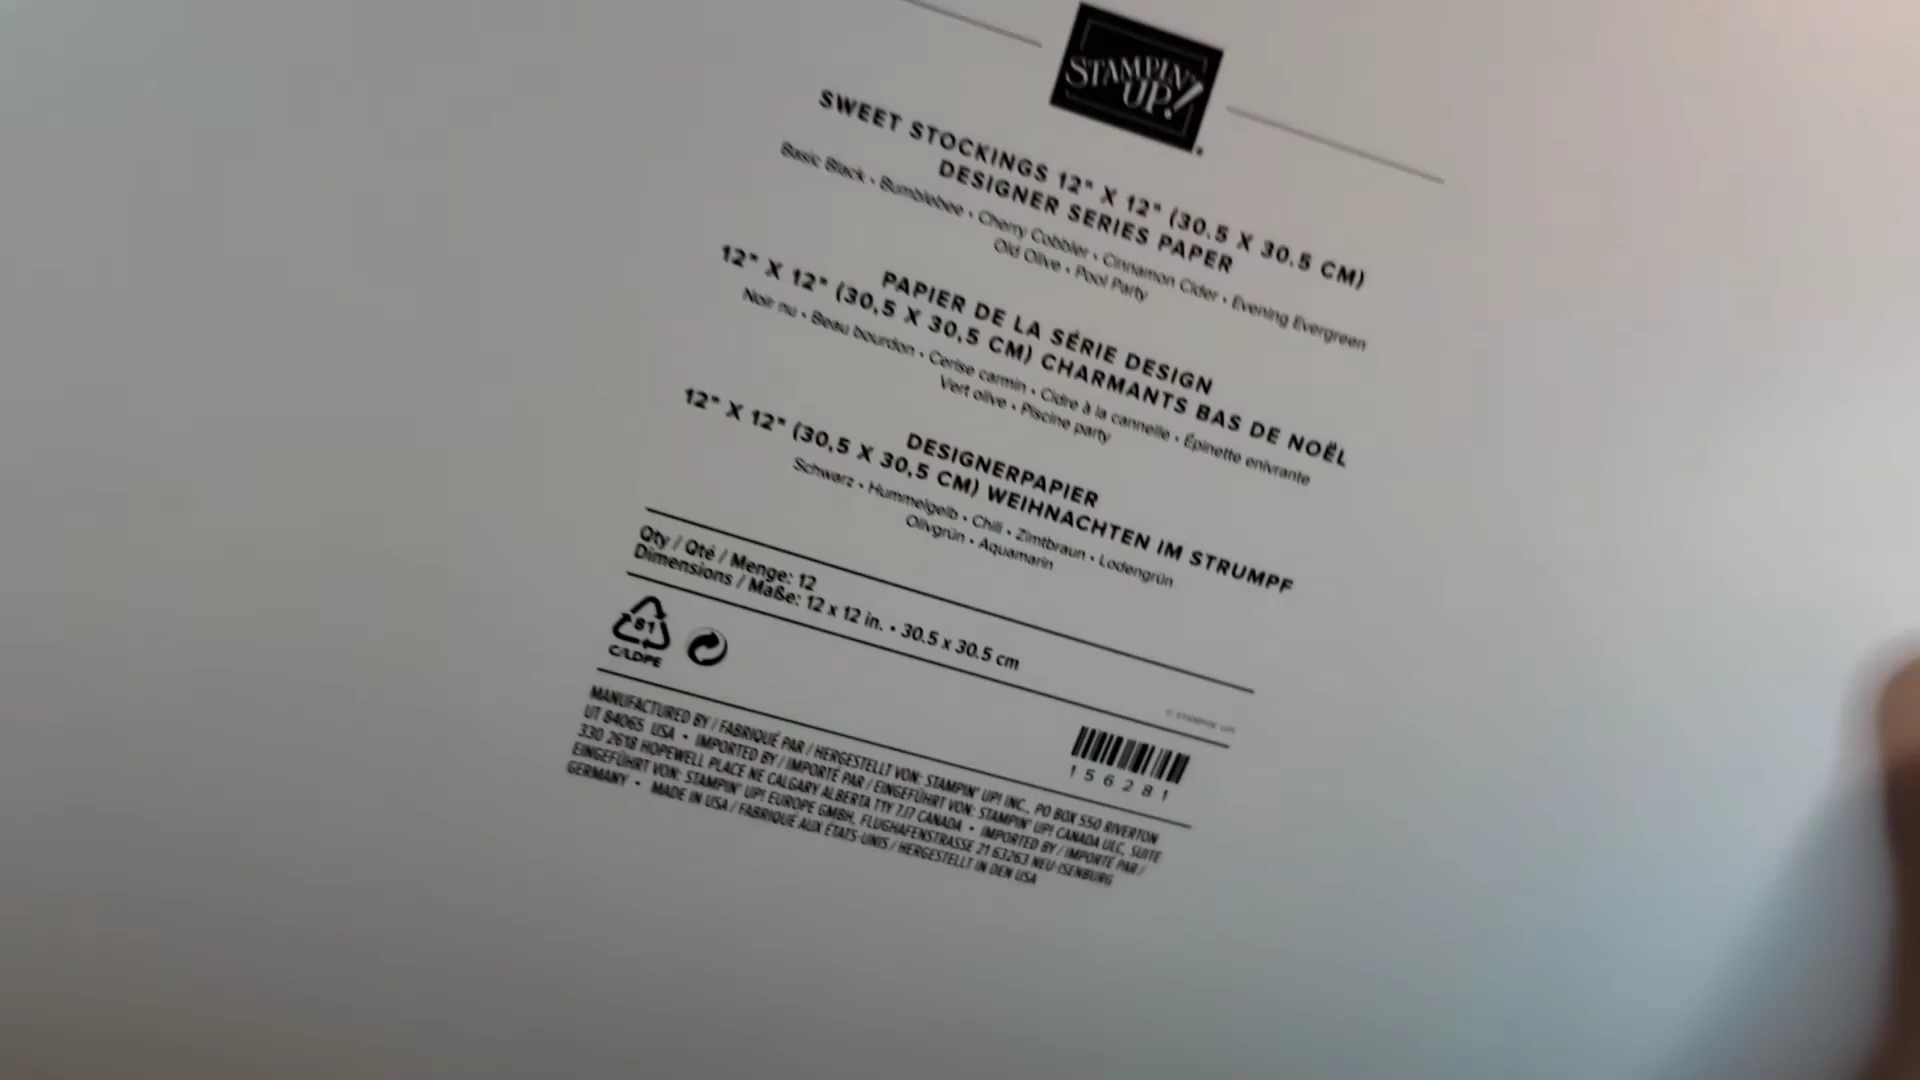 STAMPIN' UP!
SWEET STOCKINGS 12" X 12" (30.5 X 30.5 CM)
DESIGNER SERIES PAPER
Basic Black • Bumblebee • Cherry Cobbler • Cinnamon Cider • Evening Evergreen
Old Olive • Pool Party
PAPIER DE LA SÉRIE DESIGN
12" X 12" (30,5 X 30,5 CM) CHARMANTS BAS DE NOËL
Noir nu • Beau bourdon • Cerise carmin • Cidre à la cannelle • Épinette enivrante
Vert olive • Piscine party
DESIGNERPAPIER
12" X 12" (30,5 X 30,5 CM) WEIHNACHTEN IM STRUMPF
Schwarz • Hummelgelb • Chili • Zimtbraun • Lodengrün
Olivgrün • Aquamarin
Qty / Qté / Menge: 12
Dimensions / Maße: 12 x 12 in. • 30.5 x 30.5 cm
81
C/LDPE
156281
MANUFACTURED BY / FABRIQUÉ PAR / HERGESTELLT VON: STAMPIN' UP! INC., PO BOX 550 RIVERTON
UT 84065 USA • IMPORTED BY / IMPORTÉ PAR / EINGEFÜHRT VON: STAMPIN' UP! CANADA ULC, SUITE
330 2618 HOPEWELL PLACE NE CALGARY ALBERTA T1Y 7J7 CANADA • IMPORTED BY / IMPORTÉ PAR /
EINGEFÜHRT VON: STAMPIN' UP! EUROPE GMBH, FLUGHAFENSTRASSE 21 63263 NEU-ISENBURG
GERMANY • MADE IN USA / FABRIQUÉ AUX ÉTATS-UNIS / HERGESTELLT IN DEN USA